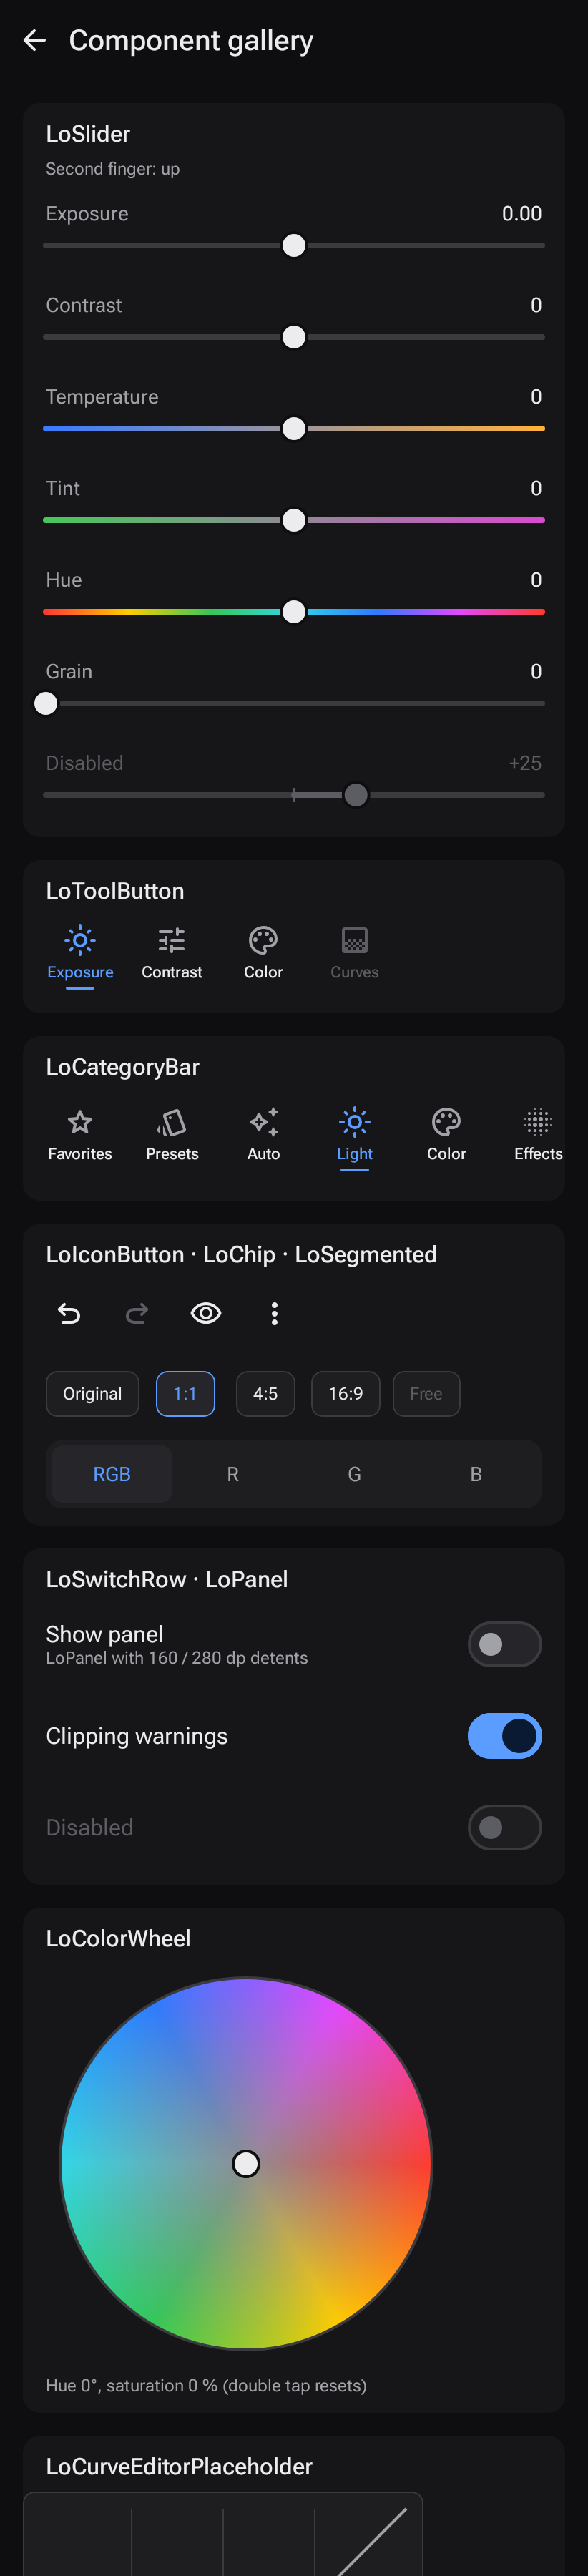 Component gallery
LoSlider
Second finger: up
Exposure 0.00
Contrast 0
Temperature 0
Tint 0
Hue 0
Grain 0
Disabled +25
LoToolButton
Exposure Contrast Color Curves
LoCategoryBar
Favorites Presets Auto Light Color Effects
LoIconButton · LoChip · LoSegmented
Original 1:1 4:5 16:9 Free
RGB R G B
LoSwitchRow · LoPanel
Show panel
LoPanel with 160 / 280 dp detents
Clipping warnings
Disabled
LoColorWheel
Hue 0°, saturation 0 % (double tap resets)
LoCurveEditorPlaceholder